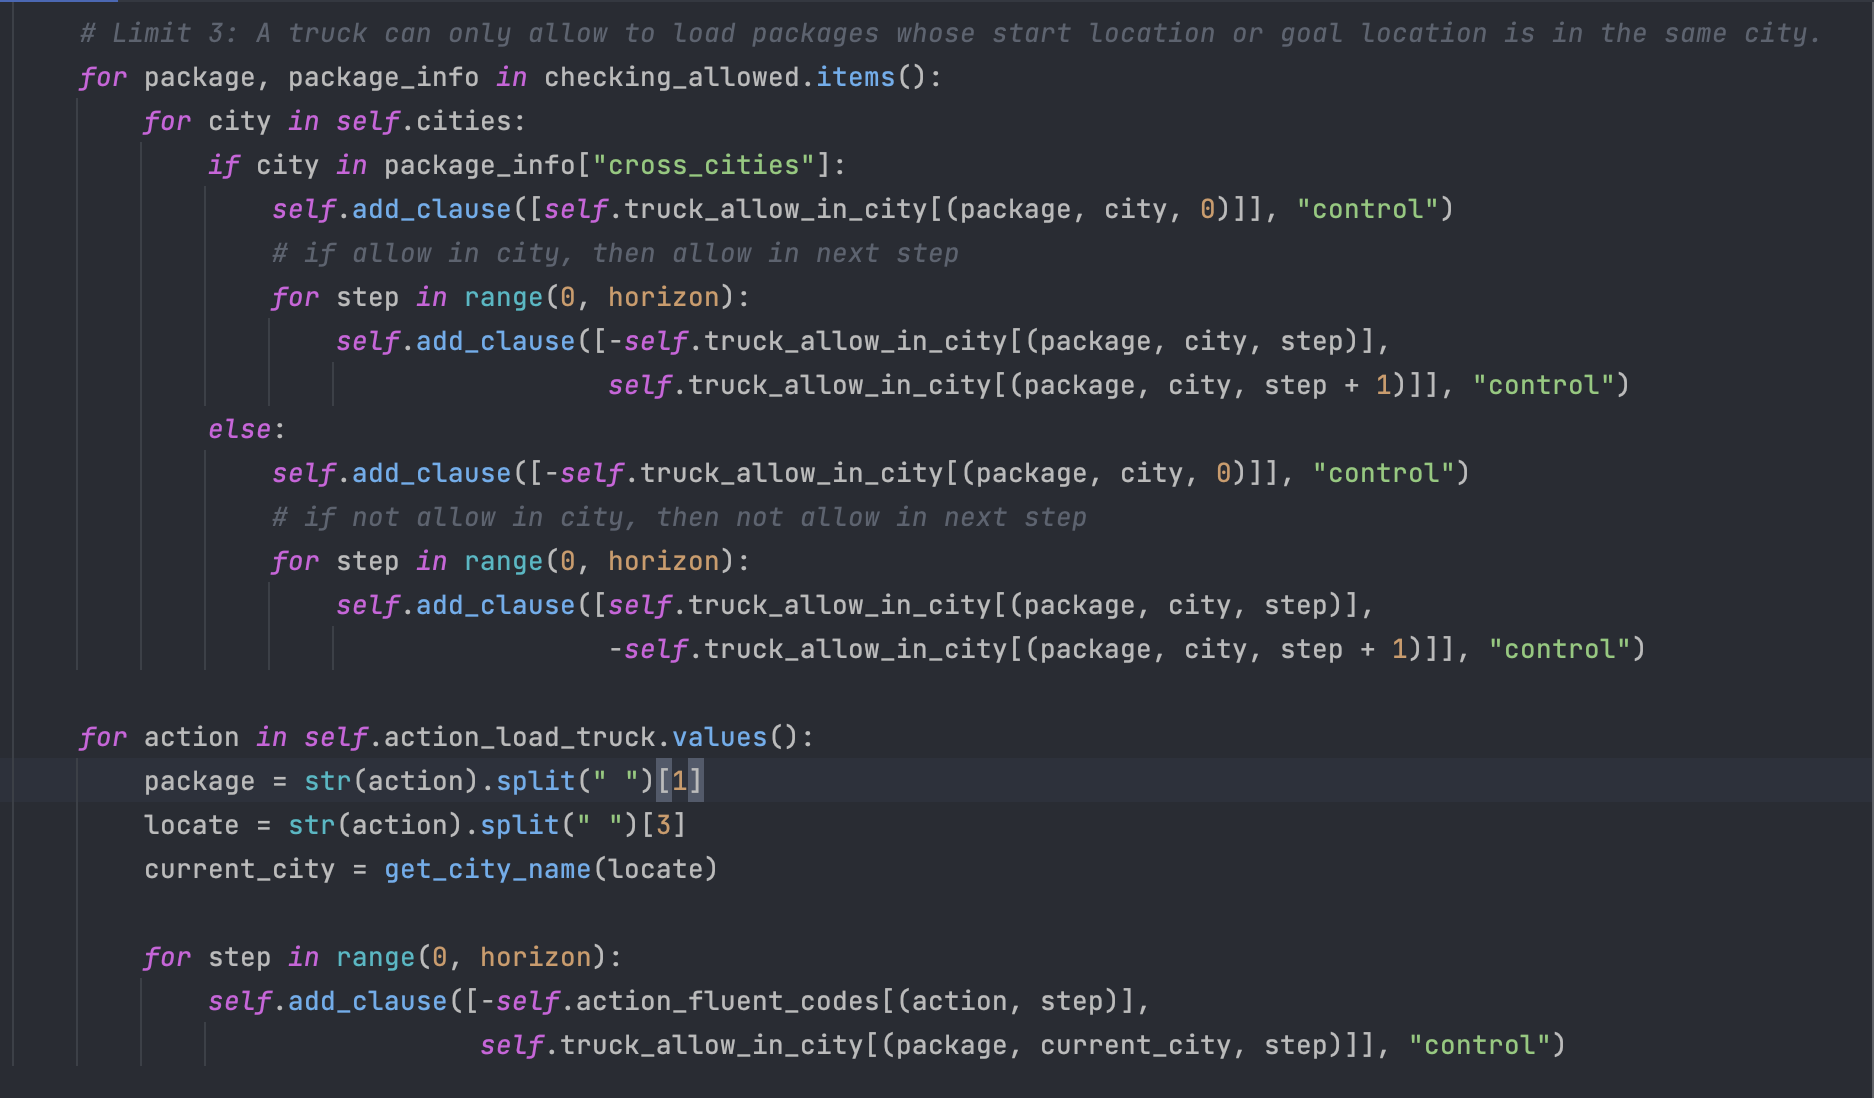 # Limit 3: A truck can only allow to load packages whose start location or goal location is in the same city.
for package, package_info in checking_allowed.items():
for city in self.cities:
if city in package_info["cross_cities"]:
self.add_clause([self.truck_allow_in_city[(package, city, 0)]], "control")
# if allow in city, then allow in next step
for step in range(0, horizon):
self.add_clause([-self.truck_allow_in_city[(package, city, step)],
self.truck_allow_in_city[(package, city, step + 1)]], "control")
else:
self.add_clause([-self.truck_allow_in_city[(package, city, 0)]], "control")
# if not allow in city, then not allow in next step
for step in range(0, horizon):
self.add_clause([self.truck_allow_in_city[(package, city, step)],
-self.truck_allow_in_city[(package, city, step + 1)]], "control")
for action in self.action_load_truck.values():
package = str(action).split(" ")[1]
locate = str(action).split(" ")[3]
current_city = get_city_name(locate)
for step in range(0, horizon):
self.add_clause([-self.action_fluent_codes[(action, step)],
self.truck_allow_in_city[(package, current_city, step)]], "control")